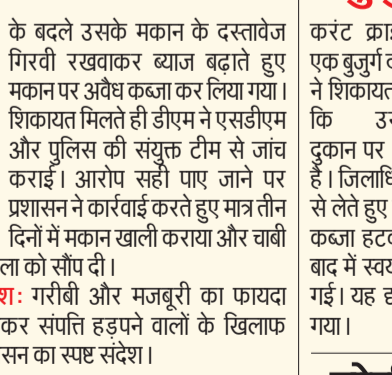 के बदले उसके मकान के दस्तावेज
गिरवी रखवाकर ब्याज बढ़ाते हुए
मकान पर अवैध कब्जा कर लिया गया।
शिकायत मिलते ही डीएम ने एसडीएम
और पुलिस की संयुक्त टीम से जांच
कराई। आरोप सही पाए जाने पर
प्रशासन ने कार्रवाई करते हुए मात्र तीन
दिनों में मकान खाली कराया और चाबी
ला को सौंप दी।
श: गरीबी और मजबूरी का फायदा
कर संपत्ति हड़पने वालों के खिलाफ
सन का स्पष्ट संदेश।
करंट
एक बुजुर्ग
ने शिकायत
कि
दुकान पर
है।
से लेते हुए
कब्जा
बाद में
गई। यह
गया।